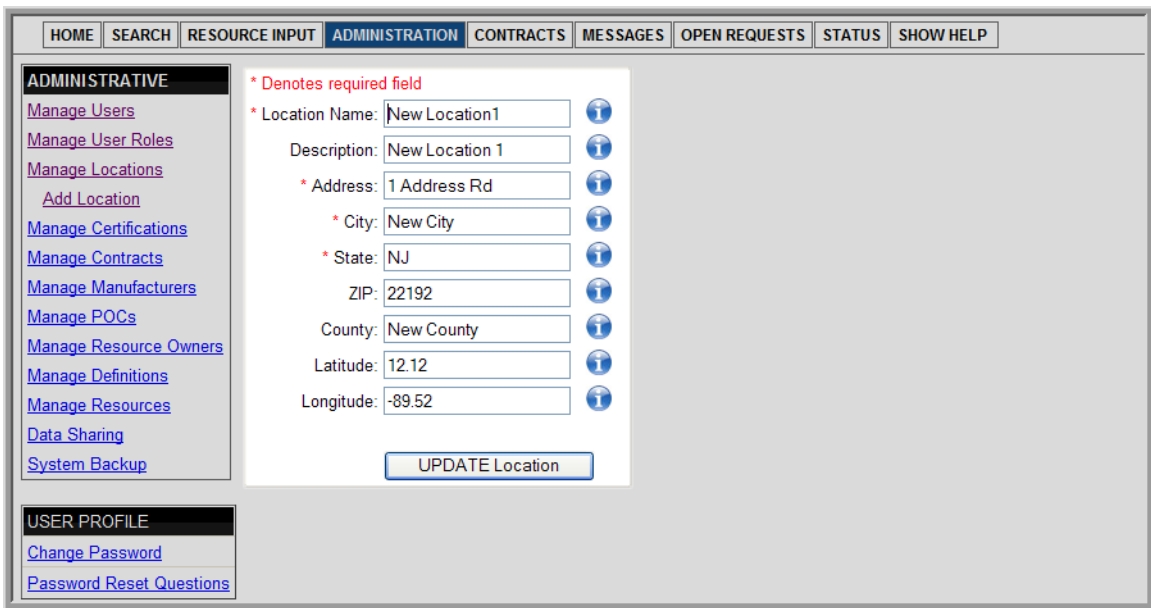 HOME SEARCH RESOURCE INPUT ADMINISTRATION CONTRACTS MESSAGES OPEN REQUESTS STATUS SHOW HELP
ADMINISTRATIVE
Manage Users
Manage User Roles
Manage Locations
Add Location
Manage Certifications
Manage Contracts
Manage Manufacturers
Manage POCs
Manage Resource Owners
Manage Definitions
Manage Resources
Data Sharing
System Backup
USER PROFILE
Change Password
Password Reset Questions
* Denotes required field
* Location Name: New Location1
Description: New Location 1
* Address: 1 Address Rd
* City: New City
* State: NJ
ZIP: 22192
County: New County
Latitude: 12.12
Longitude: -89.52
UPDATE Location